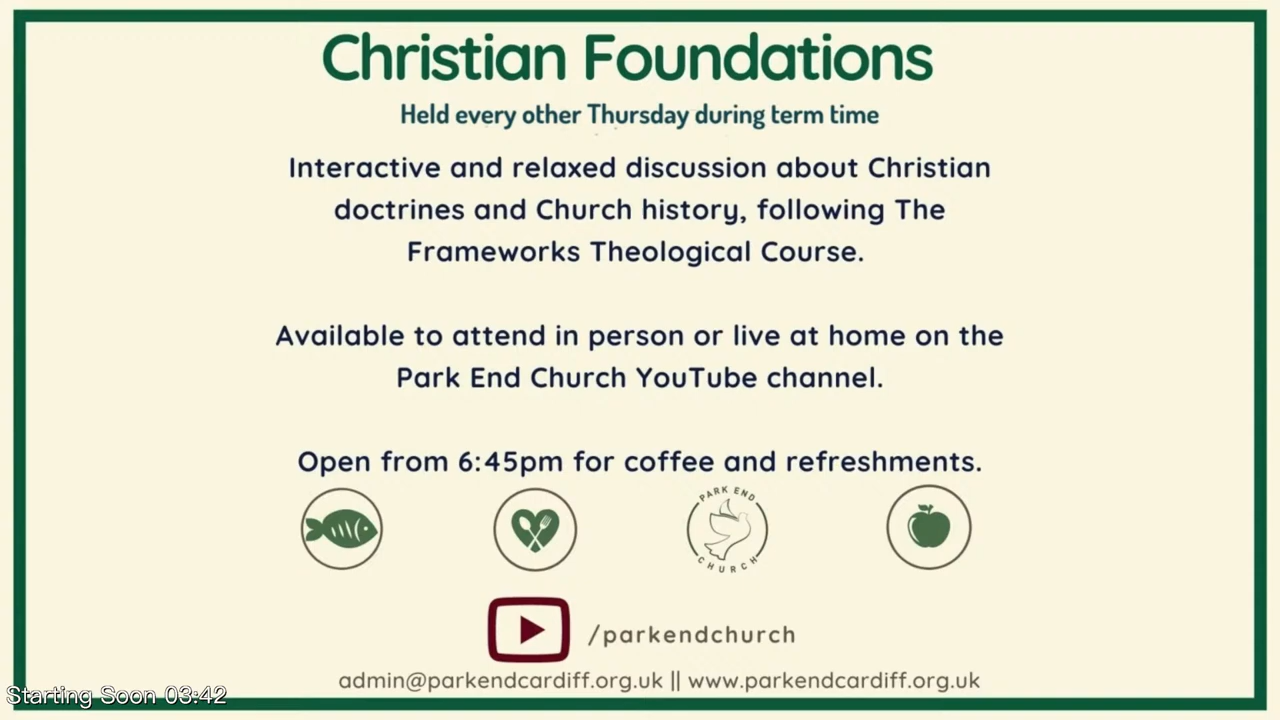 Christian Foundations
Held every other Thursday during term time
Interactive and relaxed discussion about Christian
doctrines and Church history, following The
Frameworks Theological Course.
Available to attend in person or live at home on the
Park End Church YouTube channel.
Open from 6:45pm for coffee and refreshments.
PARK END
CHURCH
/parkendchurch
admin@parkendcardiff.org.uk || www.parkendcardiff.org.uk
Starting Soon 03:42